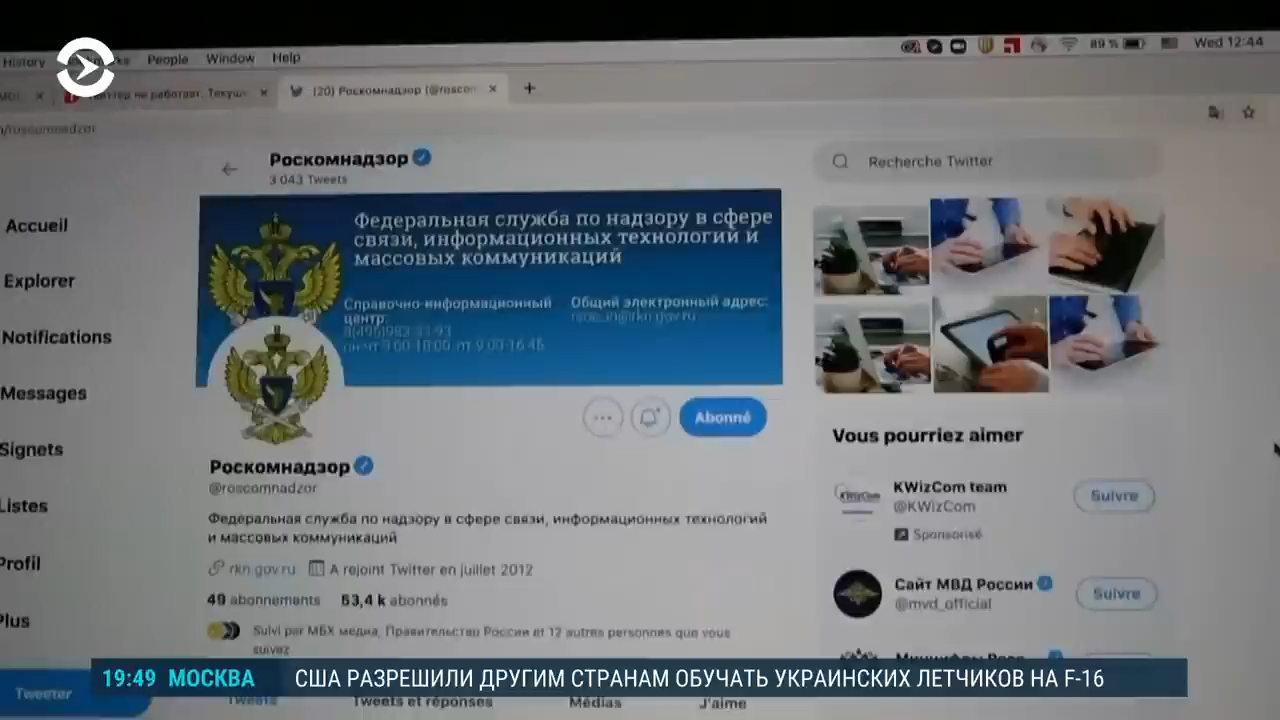 History
People
Window
Help
89 %
Wed 12:44
не работает. Текущ
(20) Роскомнадзор (@roscom
/roscomnadzor
Роскомнадзор
3 043 Tweets
Recherche Twitter
Федеральная служба по надзору в сфере
связи, информационных технологий и
массовых коммуникаций
Справочно-информационный
центр:
Общий электронный адрес:
Accueil
Explorer
Notifications
Messages
Signets
Listes
Profil
Plus
Tweeter
Abonné
Роскомнадзор
@roscomnadzor
Федеральная служба по надзору в сфере связи, информационных технологий
и массовых коммуникаций
rkn.gov.ru
A rejoint Twitter en juillet 2012
49 abonnements
53,4 k abonnés
Suivi par МБХ медиа, Правительство России et 12 autres personnes que vous
suivez
Tweets
Tweets et réponses
Médias
J'aime
Vous pourriez aimer
KWizCom
KWizCom team
@KWizCom
Sponsorisé
Suivre
Сайт МВД России
@mvd_official
Suivre
19:49 МОСКВА
США РАЗРЕШИЛИ ДРУГИМ СТРАНАМ ОБУЧАТЬ УКРАИНСКИХ ЛЕТЧИКОВ НА F-16